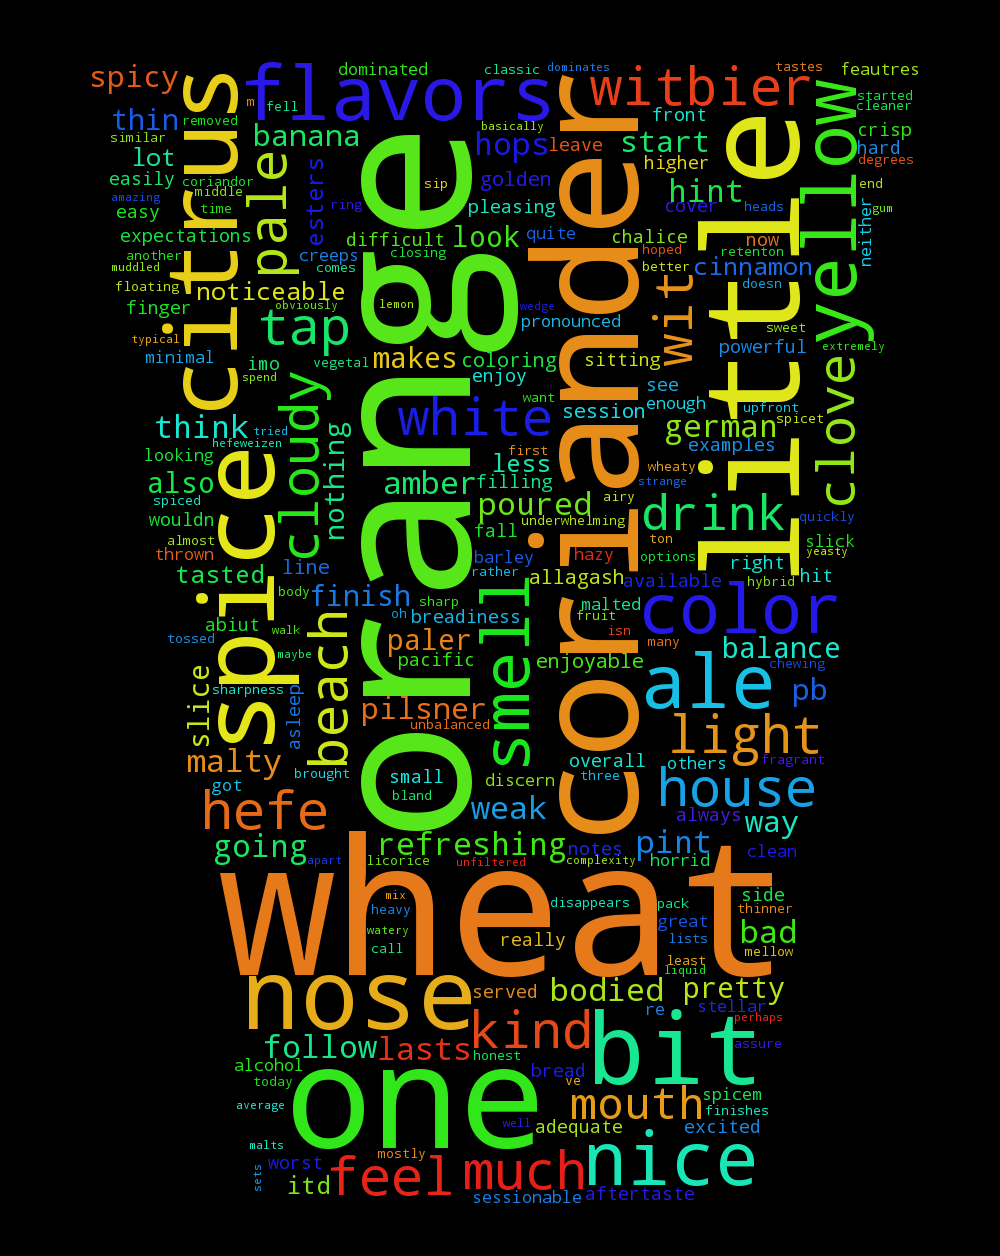 spicy
citrus
flavors
dominated
classic
dominates
witbier
tastes
feautres
thin
removed
m
fell
banana
basically
hops
leave
front
start
yellow
started
cleaner
crisp
similar
lot
pale
esters
orange
sip
golden
coriander
higher
little
hard
degrees
easily
coriandor
middle
amazing
easy
time
ring
pleasing
hint
cover
heads
end
gum
neither
expectations
difficult
look
quite
chalice
now
another
creeps
closing
hoped
muddled
comes
better
cinnamon
retenton
doesn
floating
noticeable
lemon
wedge
wit
finger
obviously
tap
pronounced
sweet
typical
minimal
imo
vegetal
makes
coloring
sitting
powerful
extremely
spend
enjoy
see
clove
cloudy
want
white
session
enough
upfront
think
tried
nothing
first
german
spicet
hefeweizen
less
examples
looking
spice
also
amber
filling
wheaty
spiced
strange
poured
airy
drink
quickly
wouldn
underwhelming
fall
ton
almost
thrown
barley
hazy
options
slick
yeasty
tasted
line
rather
allagash
available
right
hit
hybrid
body
finish
sharp
smell
malted
color
abiut
oh
breadiness
fruit
tossed
walk
beach
paler
isn
many
balance
maybe
pacific
enjoyable
ale
chewing
slice
sharpness
asleep
pilsner
pb
unbalanced
light
malty
brought
overall
others
fragrant
got
small
discern
three
house
hefe
bland
weak
always
way
going
refreshing
notes
pint
clean
apart
licorice
unfiltered
complexity
horrid
wheat
mix
heavy
disappears
pack
side
thinner
watery
great
bad
call
really
lists
mellow
least
liquid
nose
served
bodied
pretty
re
stellar
kind
bit
perhaps
follow
lasts
honest
assure
alcohol
today
one
bread
ve
average
mouth
spicem
finishes
well
adequate
excited
malts
mostly
nice
worst
sets
itd
feel
much
sessionable
aftertaste